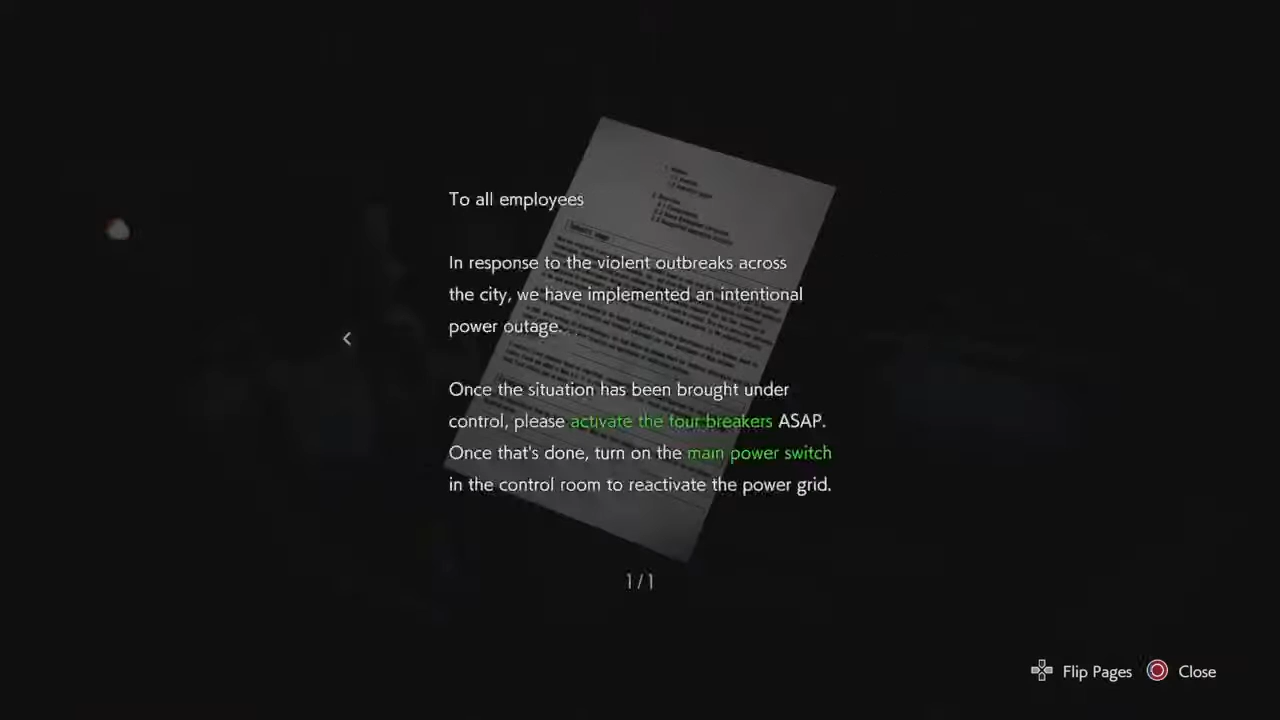 To all employees
In response to the violent outbreaks across
the city, we have implemented an intentional
power outage.
Once the situation has been brought under
control, please activate the four breakers ASAP.
Once that's done, turn on the main power switch
in the control room to reactivate the power grid.
1/1
Flip Pages Close